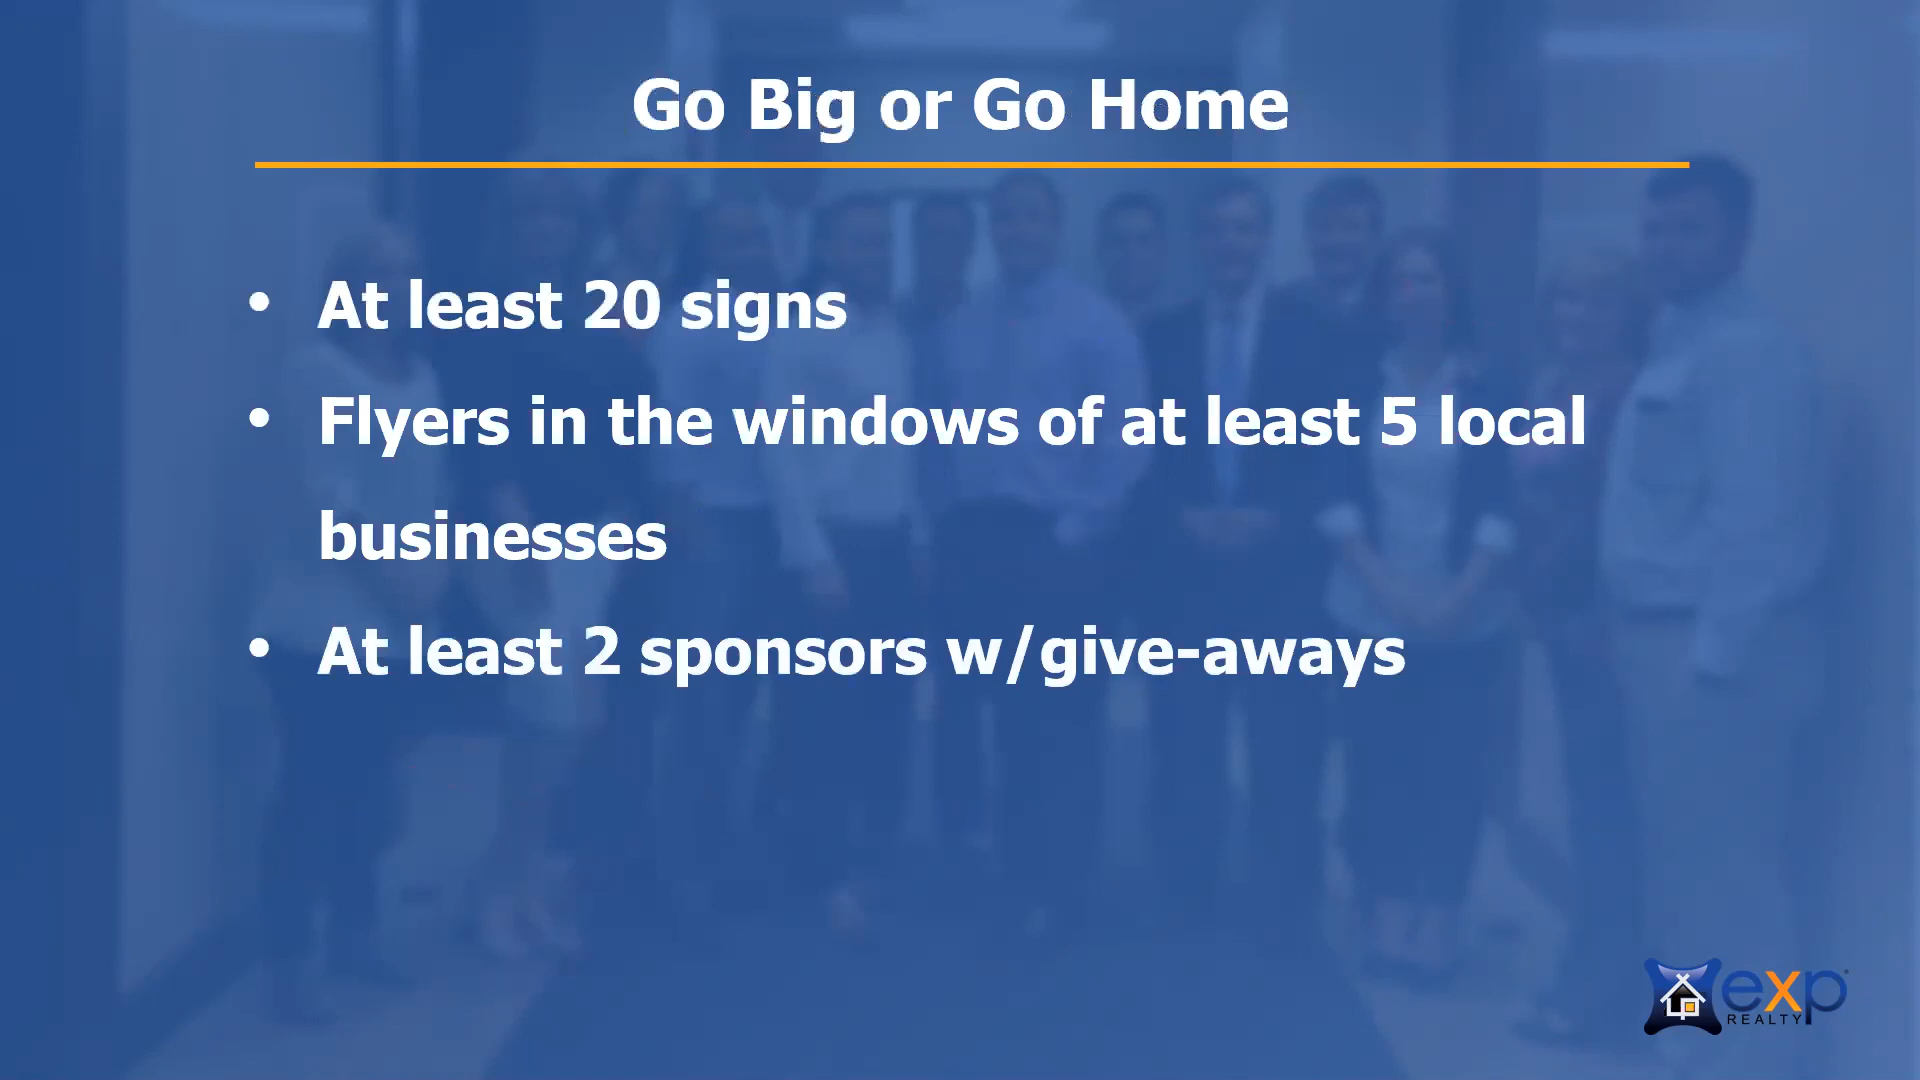 Go Big or Go Home
• At least 20 signs
• Flyers in the windows of at least 5 local
businesses
• At least 2 sponsors w/give-aways
exp
REALTY